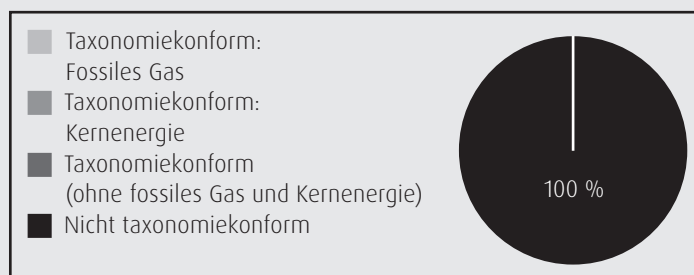 Taxonomiekonform:
Fossiles Gas
Taxonomiekonform:
Kernenergie
Taxonomiekonform
(ohne fossiles Gas und Kernenergie)
Nicht taxonomiekonform
100 %